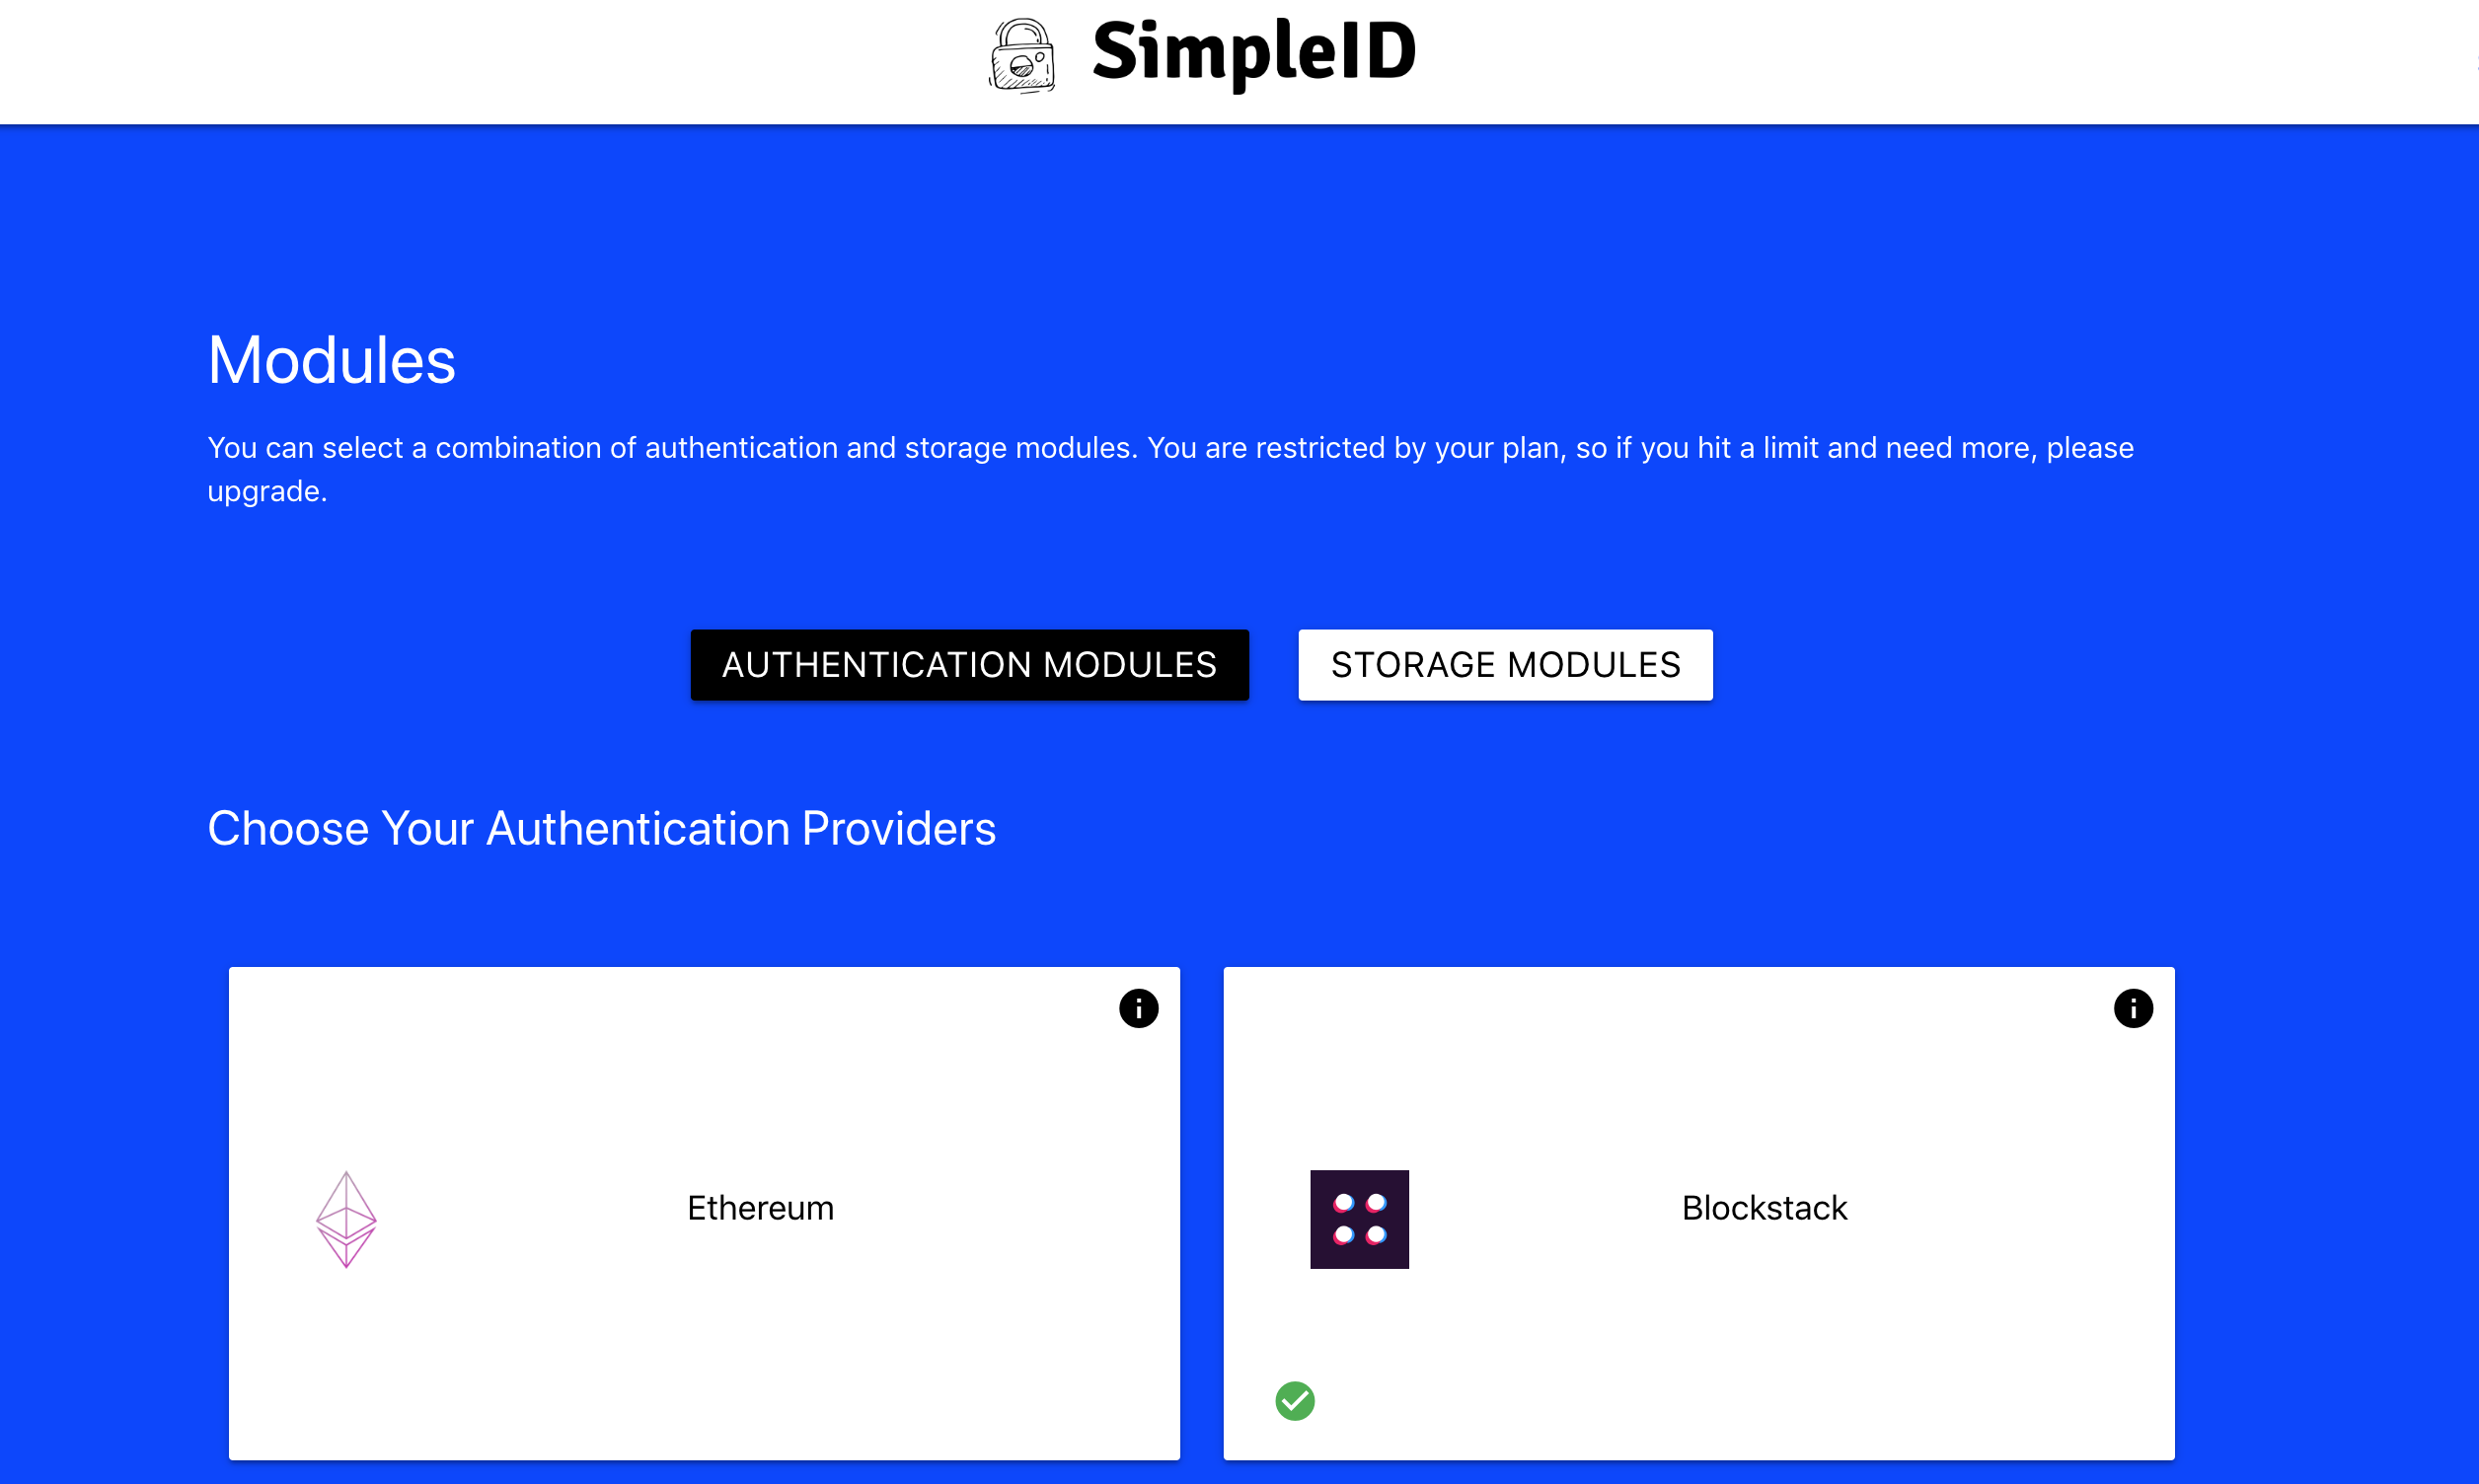 SimpleID
Modules
You can select a combination of authentication and storage modules. You are restricted by your plan, so if you hit a limit and need more, please
upgrade.
AUTHENTICATION MODULES
STORAGE MODULES
Choose Your Authentication Providers
Ethereum
Blockstack